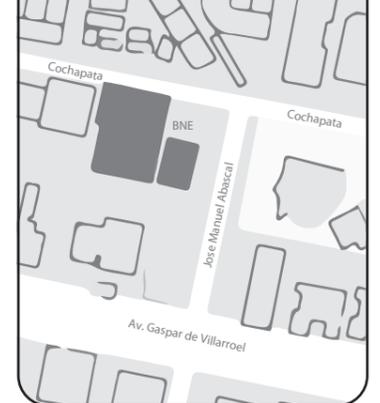 Cochapata
Cochapata
BNE
Jose Manuel Abascal
Av. Gaspar de Villarroel